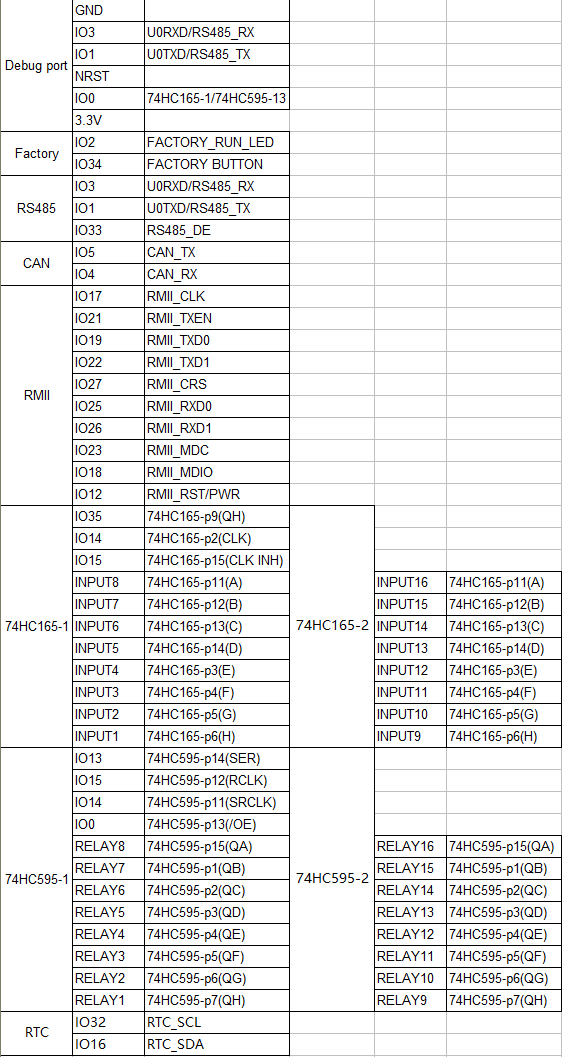 GND
IO3 U0RXD/RS485_RX
IO1 U0TXD/RS485_TX
Debug port
NRST
IO0 74HC165-1/74HC595-13
3.3V
Factory
IO2 FACTORY_RUN_LED
IO34 FACTORY BUTTON
RS485
IO3 U0RXD/RS485_RX
IO1 U0TXD/RS485_TX
IO33 RS485_DE
CAN
IO5 CAN_TX
IO4 CAN_RX
RMII
IO17 RMII_CLK
IO21 RMII_TXEN
IO19 RMII_TXD0
IO22 RMII_TXD1
IO27 RMII_CRS
IO25 RMII_RXD0
IO26 RMII_RXD1
IO23 RMII_MDC
IO18 RMII_MDIO
IO12 RMII_RST/PWR
74HC165-1
IO35 74HC165-p9(QH)
IO14 74HC165-p2(CLK)
IO15 74HC165-p15(CLK INH)
74HC165-2
INPUT8 74HC165-p11(A) INPUT16 74HC165-p11(A)
INPUT7 74HC165-p12(B) INPUT15 74HC165-p12(B)
INPUT6 74HC165-p13(C) INPUT14 74HC165-p13(C)
INPUT5 74HC165-p14(D) INPUT13 74HC165-p14(D)
INPUT4 74HC165-p3(E) INPUT12 74HC165-p3(E)
INPUT3 74HC165-p4(F) INPUT11 74HC165-p4(F)
INPUT2 74HC165-p5(G) INPUT10 74HC165-p5(G)
INPUT1 74HC165-p6(H) INPUT9 74HC165-p6(H)
74HC595-1
IO13 74HC595-p14(SER)
IO15 74HC595-p12(RCLK)
IO14 74HC595-p11(SRCLK)
IO0 74HC595-p13(/OE)
74HC595-2
RELAY8 74HC595-p15(QA) RELAY16 74HC595-p15(QA)
RELAY7 74HC595-p1(QB) RELAY15 74HC595-p1(QB)
RELAY6 74HC595-p2(QC) RELAY14 74HC595-p2(QC)
RELAY5 74HC595-p3(QD) RELAY13 74HC595-p3(QD)
RELAY4 74HC595-p4(QE) RELAY12 74HC595-p4(QE)
RELAY3 74HC595-p5(QF) RELAY11 74HC595-p5(QF)
RELAY2 74HC595-p6(QG) RELAY10 74HC595-p6(QG)
RELAY1 74HC595-p7(QH) RELAY9 74HC595-p7(QH)
RTC
IO32 RTC_SCL
IO16 RTC_SDA